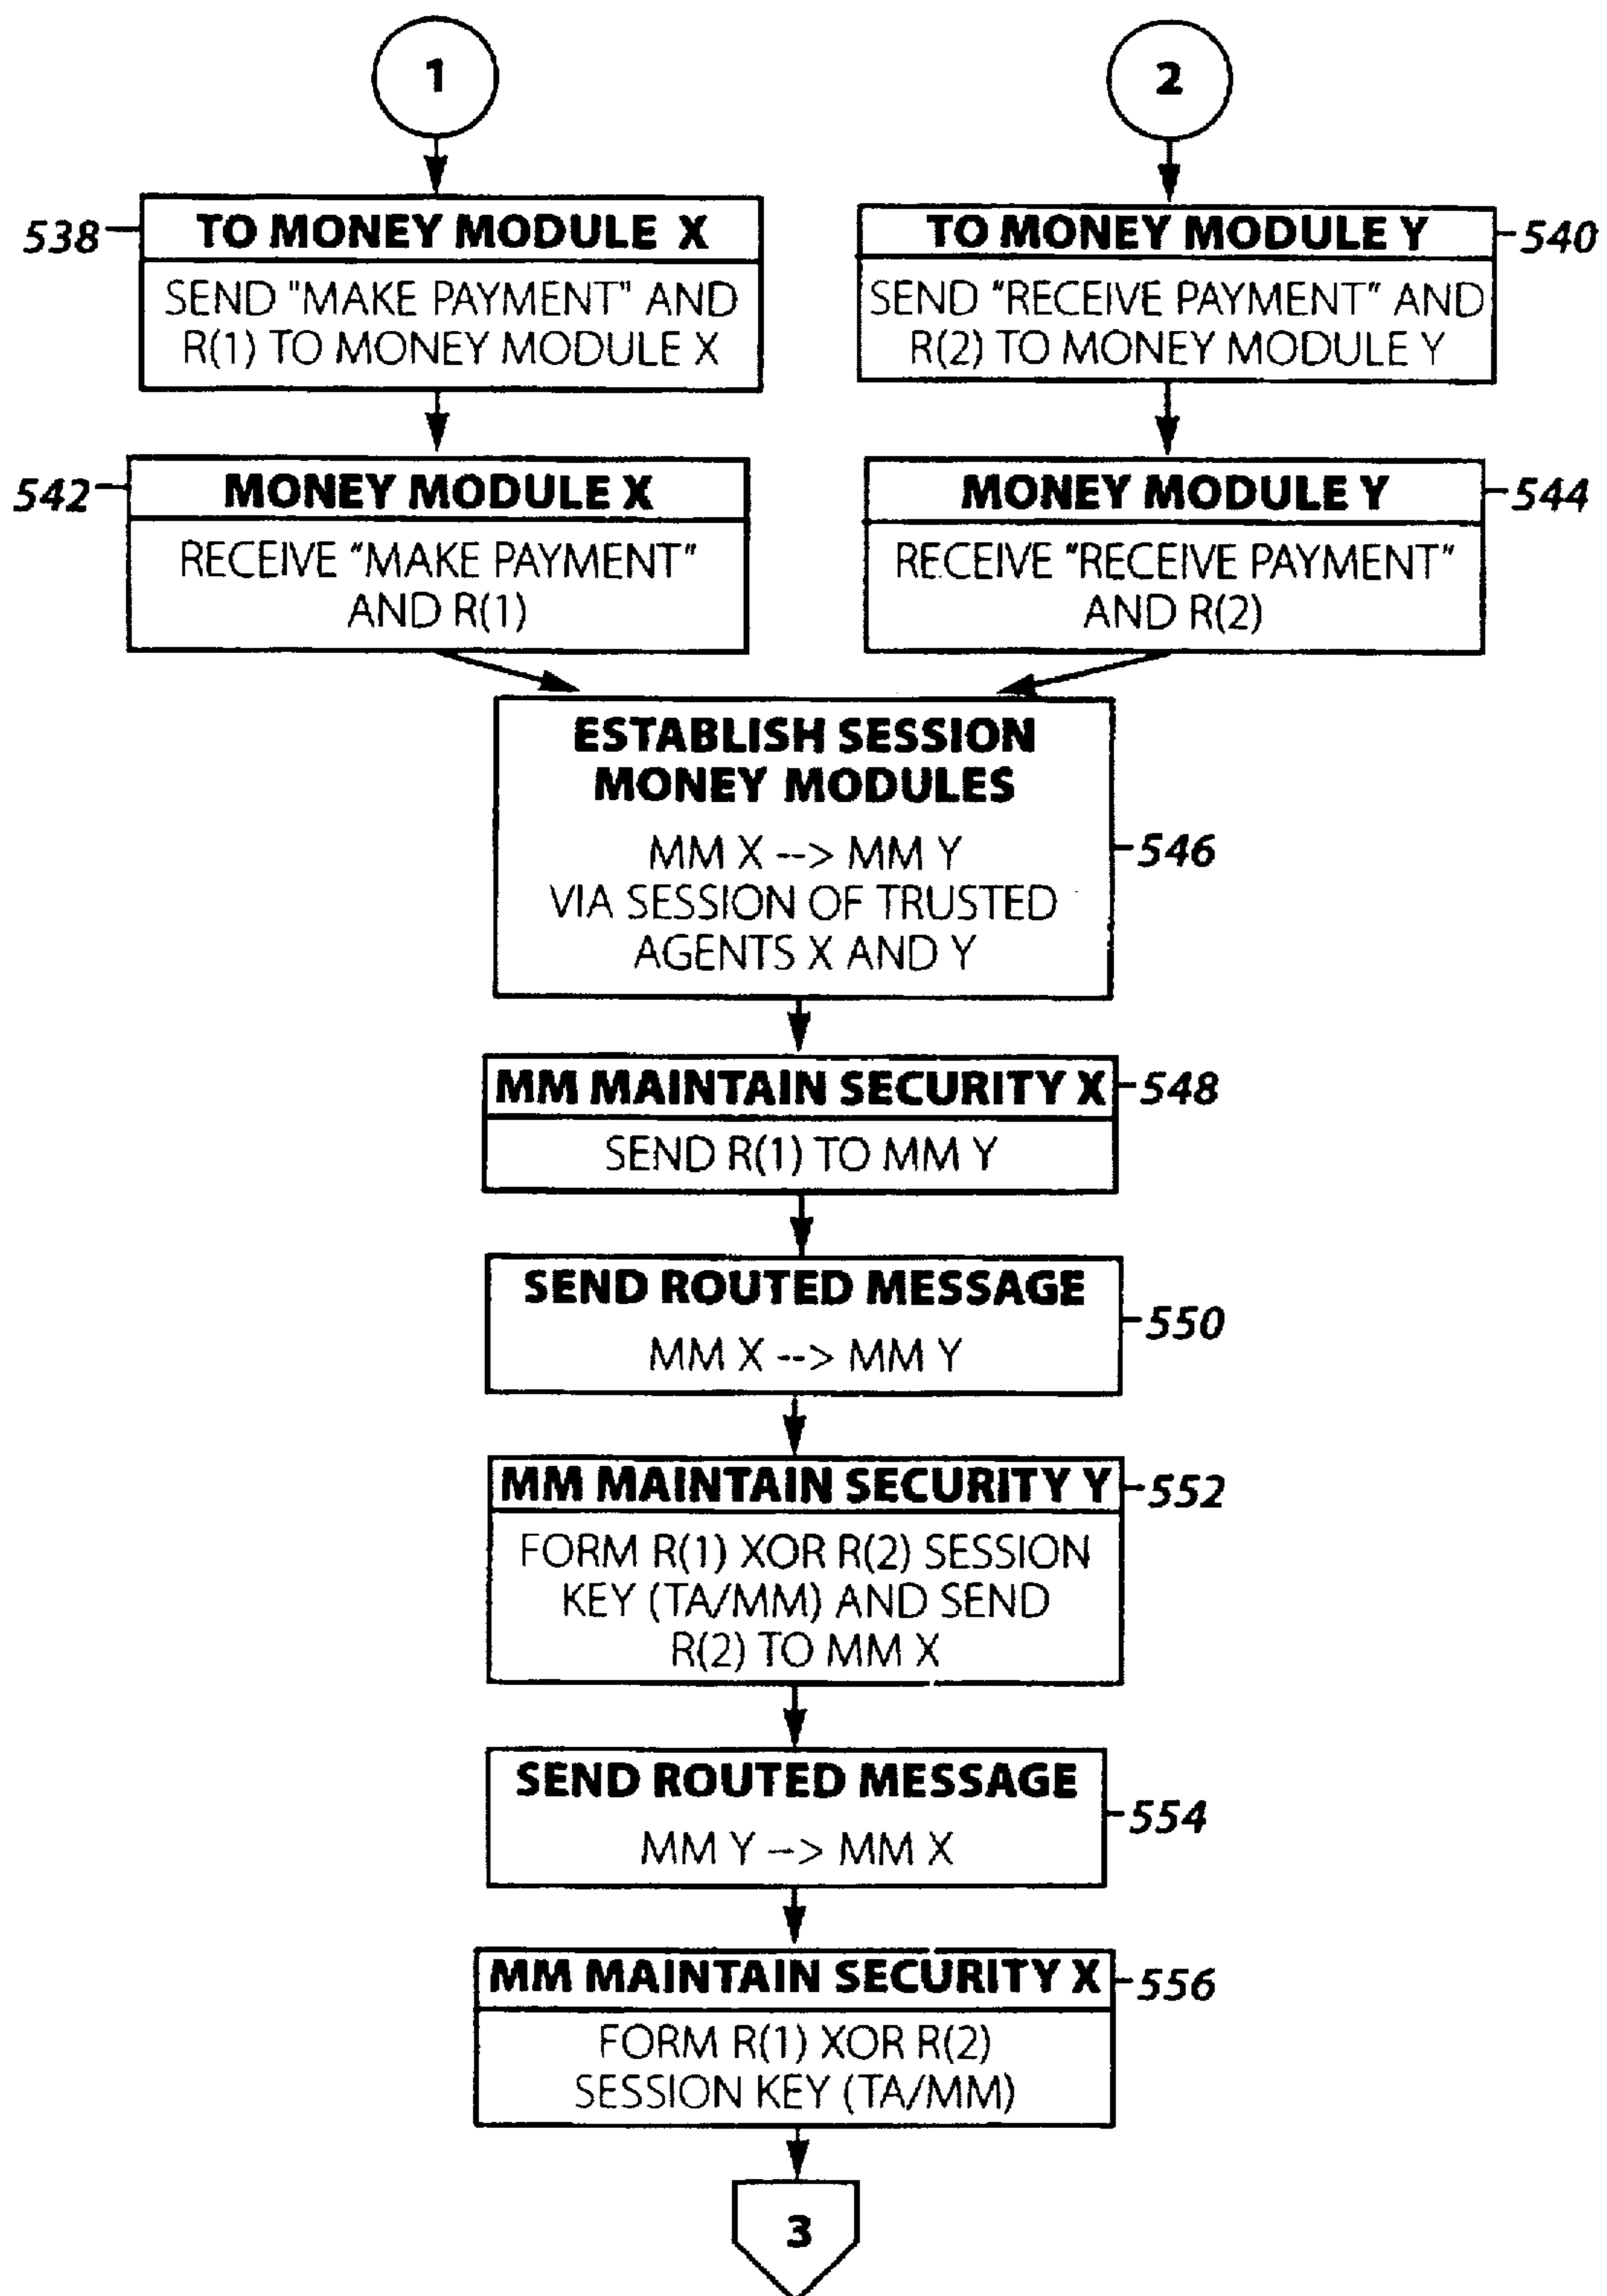 1
2
538
TO MONEY MODULE X
SEND "MAKE PAYMENT" AND
R(1) TO MONEY MODULE X
TO MONEY MODULE Y
540
SEND "RECEIVE PAYMENT" AND
R(2) TO MONEY MODULE Y
542
MONEY MODULE X
RECEIVE "MAKE PAYMENT"
AND R(1)
MONEY MODULE Y
544
RECEIVE "RECEIVE PAYMENT"
AND R(2)
ESTABLISH SESSION
MONEY MODULES
MM X --> MM Y
VIA SESSION OF TRUSTED
AGENTS X AND Y
546
MM MAINTAIN SECURITY X
548
SEND R(1) TO MM Y
SEND ROUTED MESSAGE
MM X --> MM Y
550
MM MAINTAIN SECURITY Y
552
FORM R(1) XOR R(2) SESSION
KEY (TA/MM) AND SEND
R(2) TO MM X
SEND ROUTED MESSAGE
MM Y --> MM X
554
MM MAINTAIN SECURITY X
556
FORM R(1) XOR R(2)
SESSION KEY (TA/MM)
3